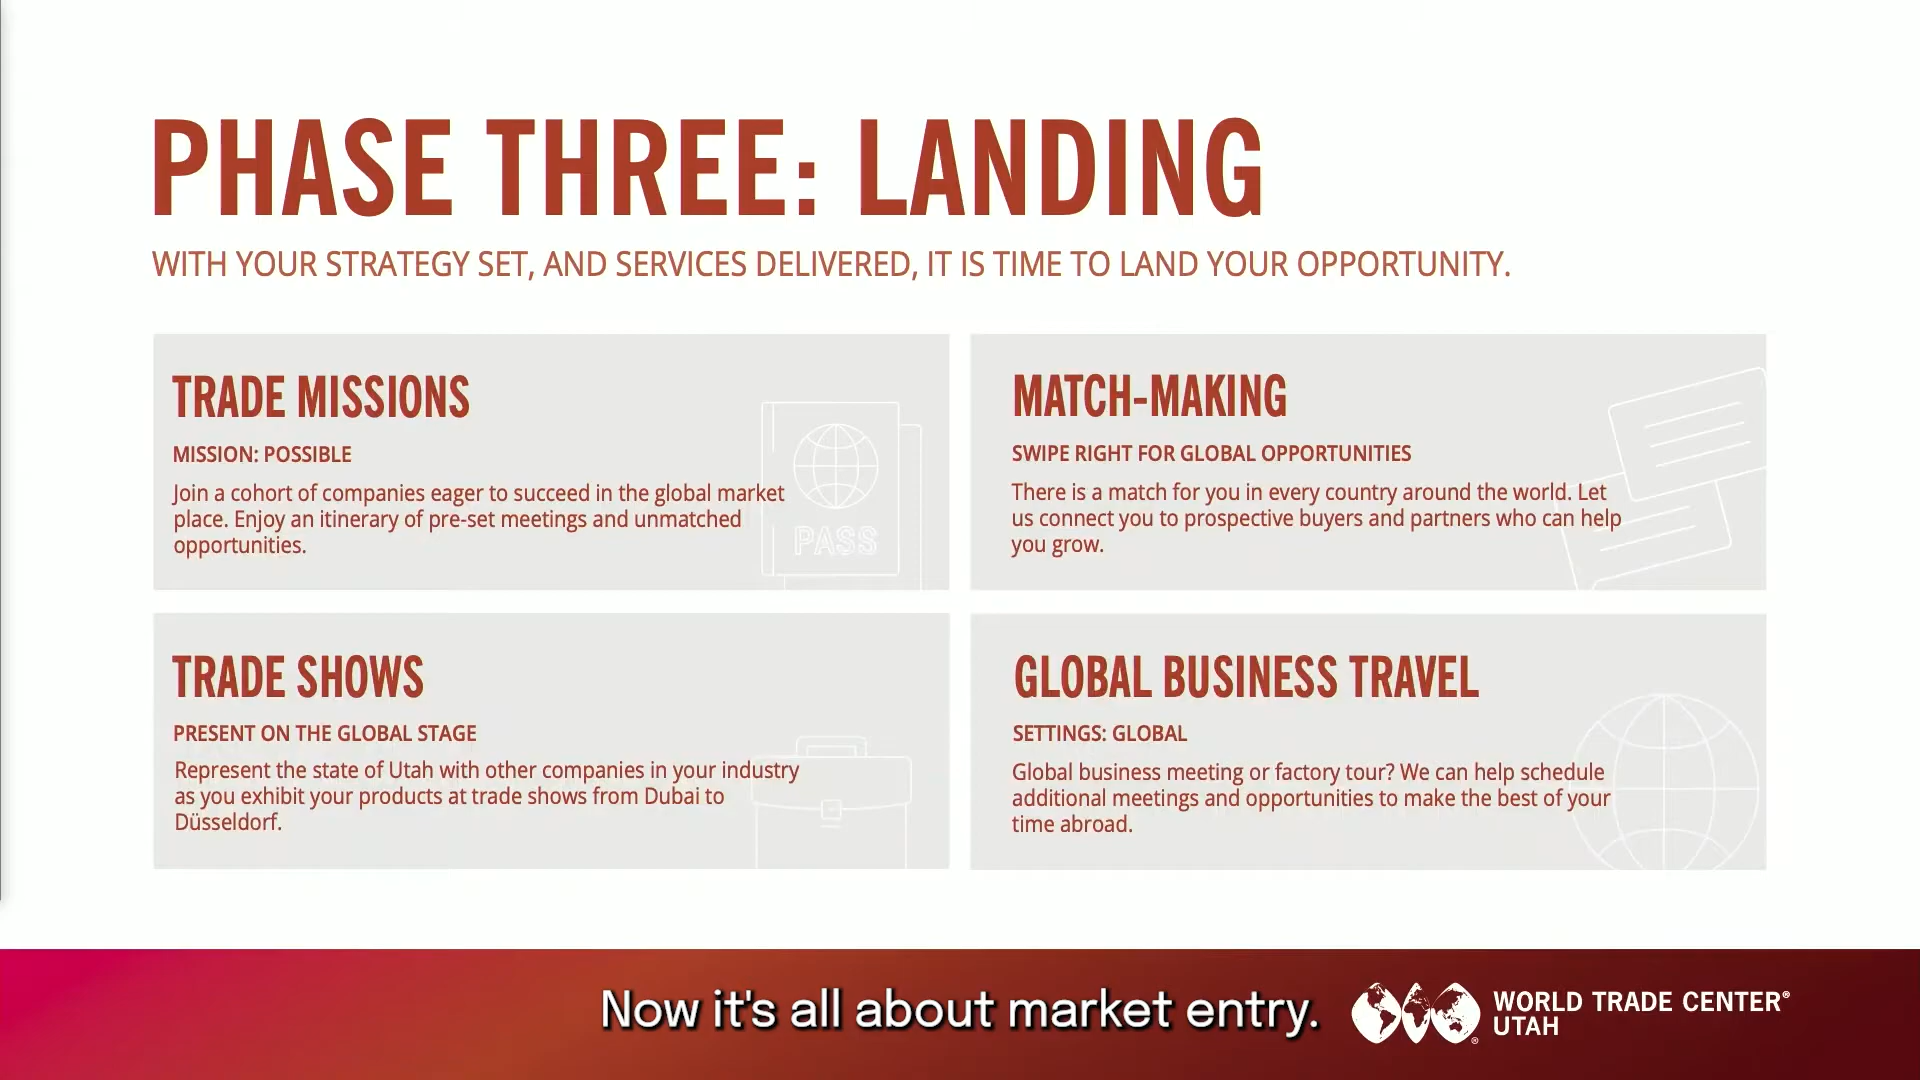 PHASE THREE: LANDING
WITH YOUR STRATEGY SET, AND SERVICES DELIVERED, IT IS TIME TO LAND YOUR OPPORTUNITY.
TRADE MISSIONS
MISSION: POSSIBLE
Join a cohort of companies eager to succeed in the global market
place. Enjoy an itinerary of pre-set meetings and unmatched
opportunities.
PASS
MATCH-MAKING
SWIPE RIGHT FOR GLOBAL OPPORTUNITIES
There is a match for you in every country around the world. Let
us connect you to prospective buyers and partners who can help
you grow.
TRADE SHOWS
PRESENT ON THE GLOBAL STAGE
Represent the state of Utah with other companies in your industry
as you exhibit your products at trade shows from Dubai to
Düsseldorf.
GLOBAL BUSINESS TRAVEL
SETTINGS: GLOBAL
Global business meeting or factory tour? We can help schedule
additional meetings and opportunities to make the best of your
time abroad.
Now it's all about market entry.
WORLD TRADE CENTER®
UTAH